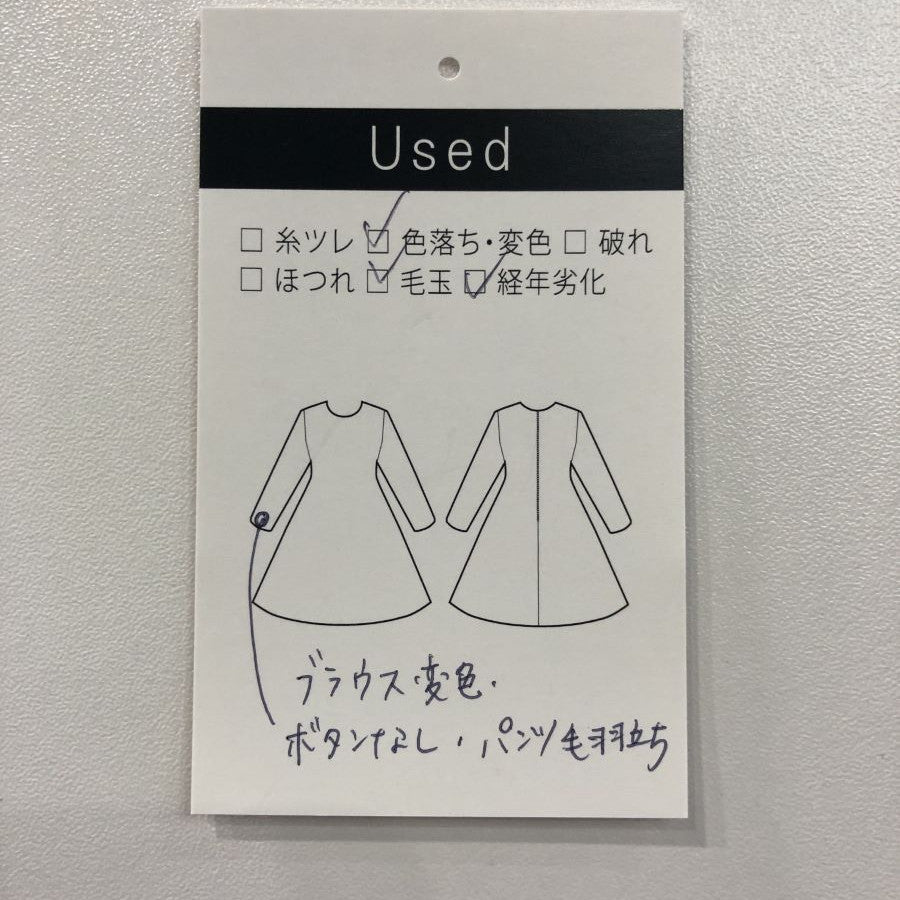 Used
□ 糸ツレ ☑ 色落ち・変色 □ 破れ
□ ほつれ ☑ 毛玉 ☑ 経年劣化
ブラウス・変色・
ボタンなし・パンツ毛羽立ち